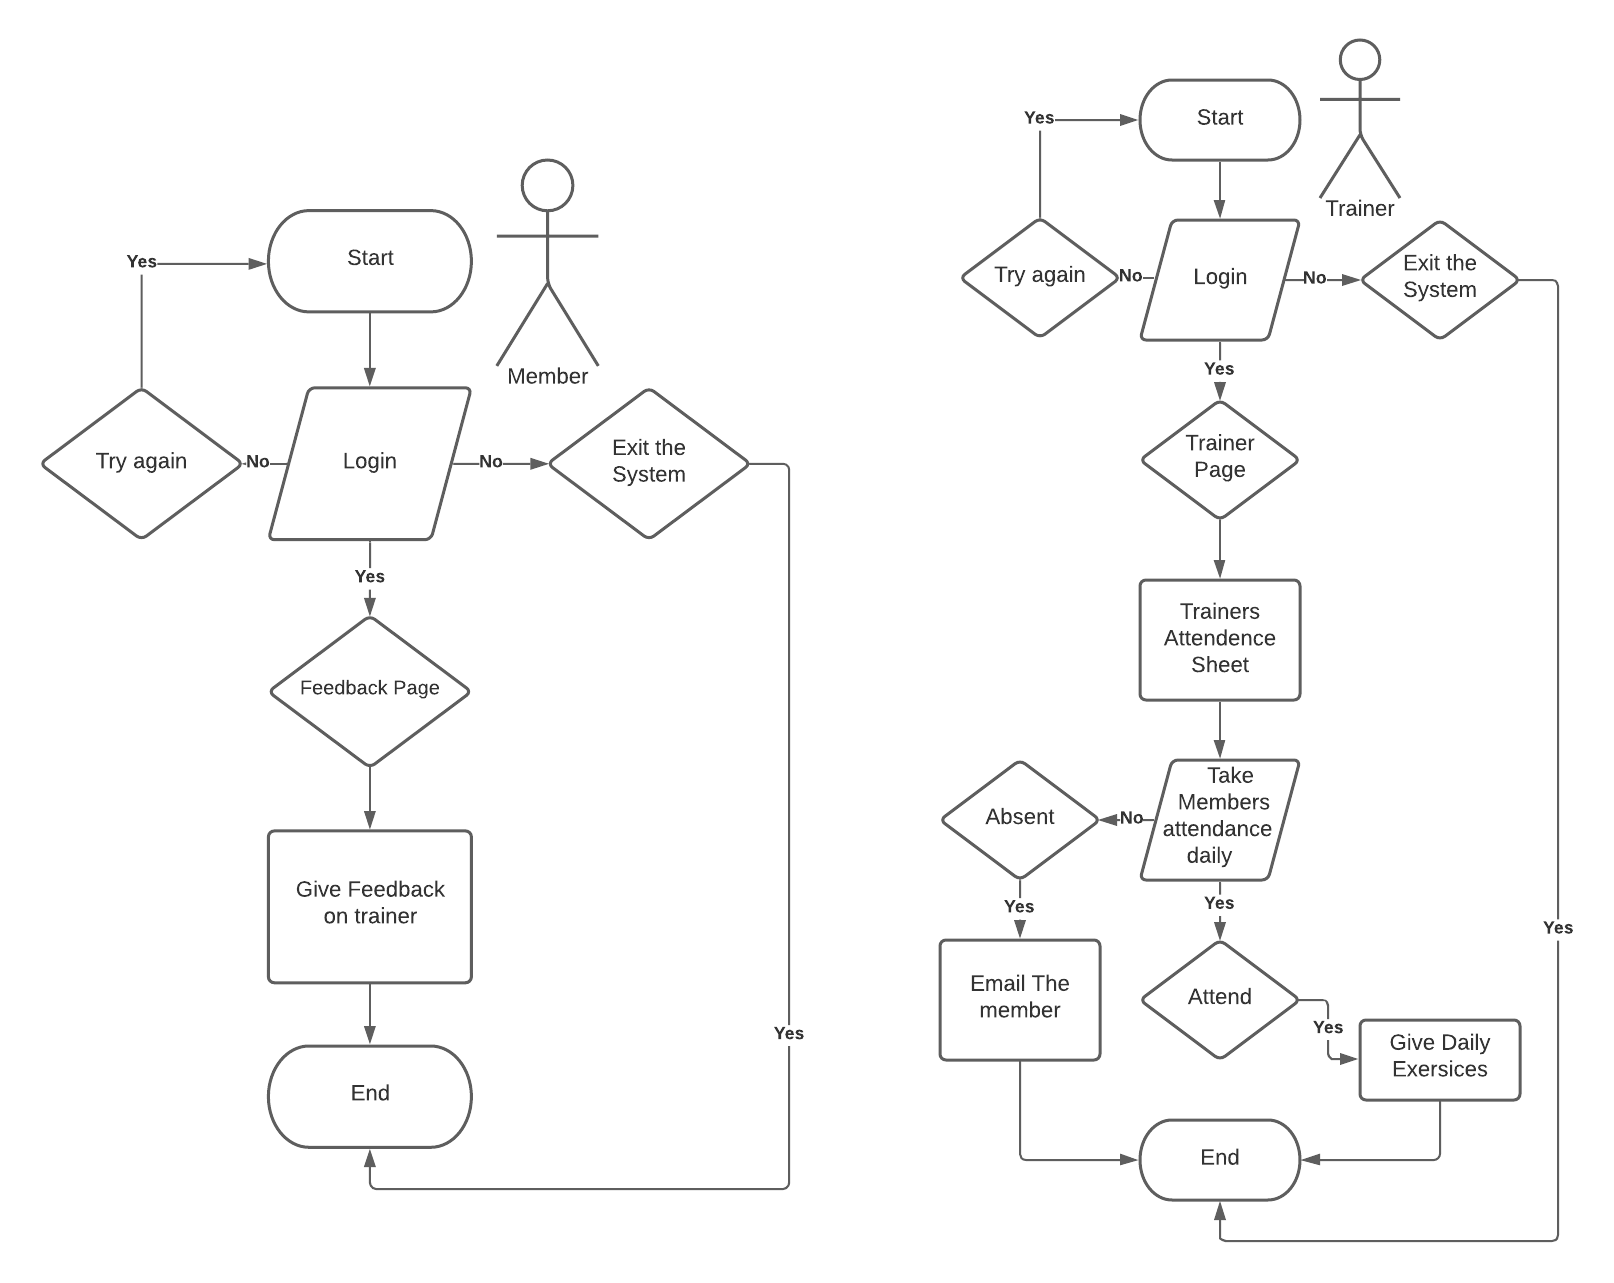 Start
Yes
Member
Try again
No
Login
No
Exit the
System
Yes
Feedback Page
Give Feedback
on trainer
Yes
End
Start
Yes
Trainer
Try again
No
Login
No
Exit the
System
Yes
Trainer
Page
Trainers
Attendence
Sheet
Take
Members
attendance
daily
No
Absent
Yes
Yes
Yes
Email The
member
Attend
Yes
Give Daily
Exersices
End